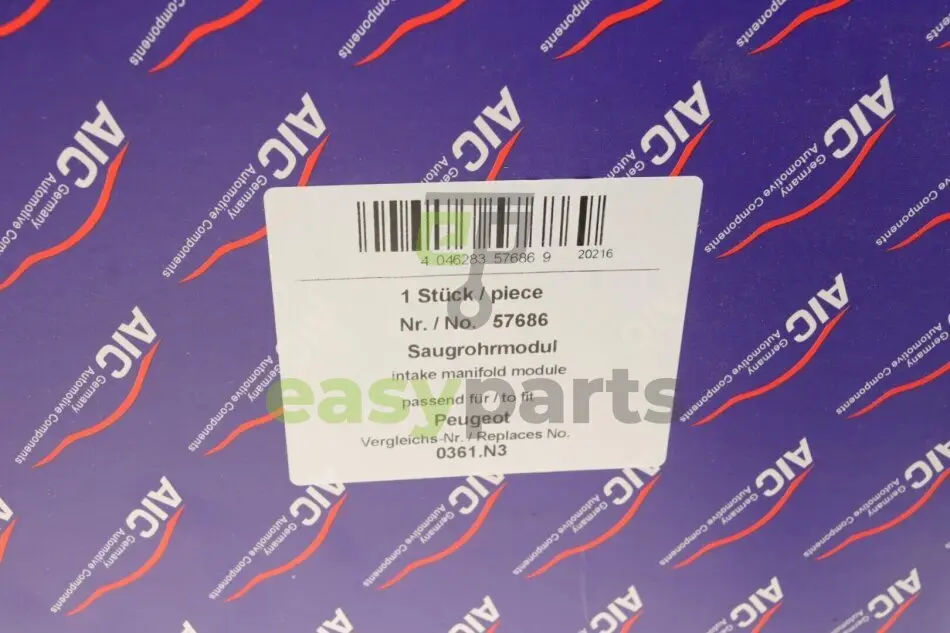 4 046283 57686 9 20216
1 Stück / piece
Nr. / No. 57686
Saugrohrmodul
intake manifold module
passend für / to fit
easyparts
Peugeot
Vergleichs-Nr. / Replaces No.
0361.N3
AIC
Germany
Automotive Components